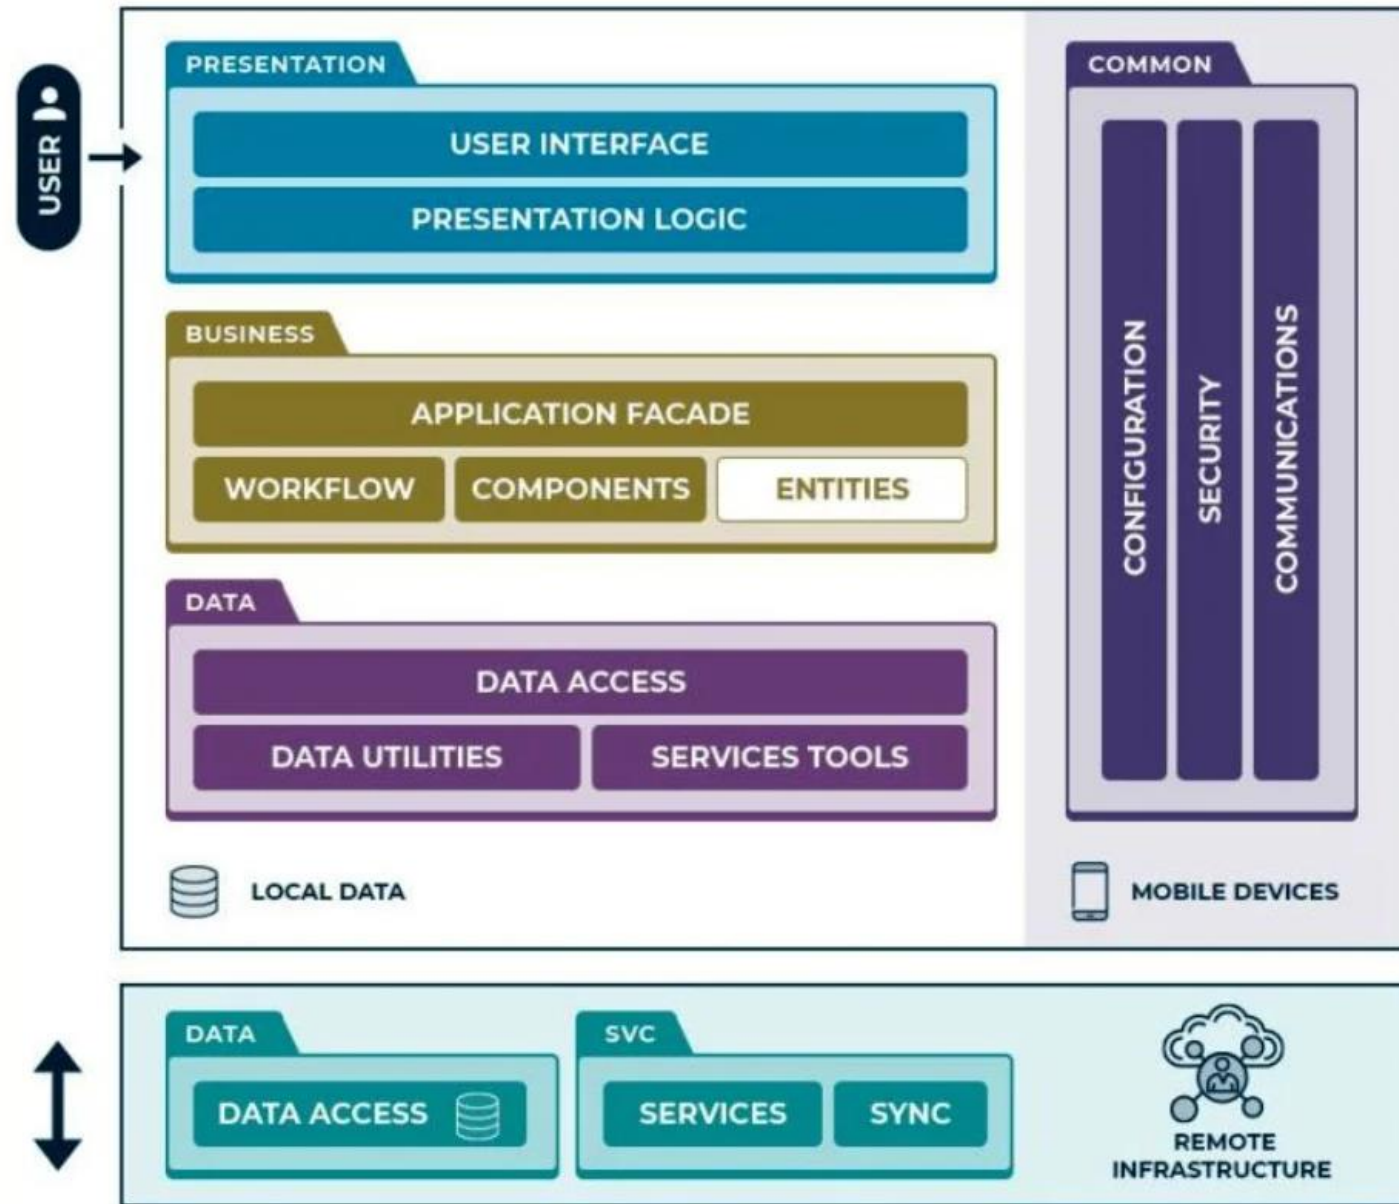 USER
PRESENTATION
USER INTERFACE
PRESENTATION LOGIC
BUSINESS
APPLICATION FACADE
WORKFLOW
COMPONENTS
ENTITIES
DATA
DATA ACCESS
DATA UTILITIES
SERVICES TOOLS
LOCAL DATA
COMMON
CONFIGURATION
SECURITY
COMMUNICATIONS
MOBILE DEVICES
DATA
DATA ACCESS
SVC
SERVICES
SYNC
REMOTE
INFRASTRUCTURE